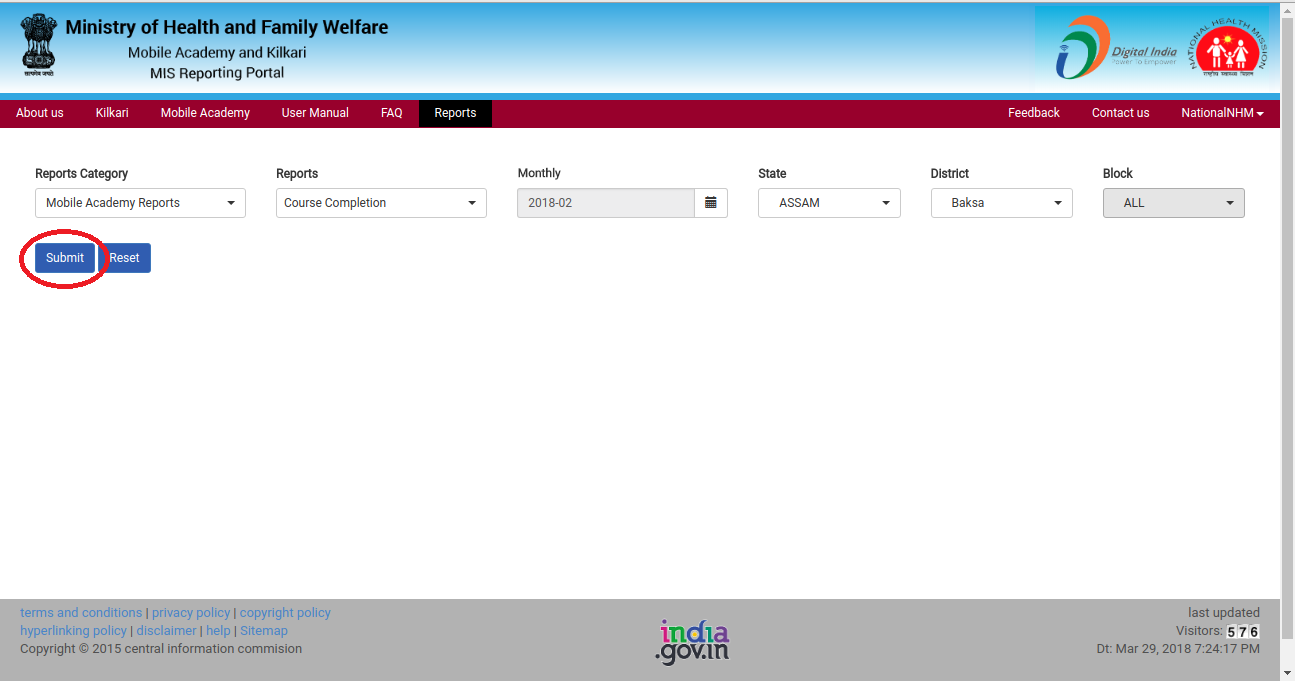 Ministry of Health and Family Welfare
Mobile Academy and Kilkari
MIS Reporting Portal
सत्यमेव जयते
Digital India
Power To Empower
NATIONAL HEALTH MISSION
राष्ट्रीय स्वास्थ्य मिशन
About us Kilkari Mobile Academy User Manual FAQ Reports Feedback Contact us NationalNHM
Reports Category Reports Monthly State District Block
Mobile Academy Reports Course Completion 2018-02 ASSAM Baksa ALL
Submit Reset
terms and conditions | privacy policy | copyright policy
hyperlinking policy | disclaimer | help | Sitemap
Copyright © 2015 central information commision
india
.gov.in
last updated
Visitors: 576
Dt: Mar 29, 2018 7:24:17 PM